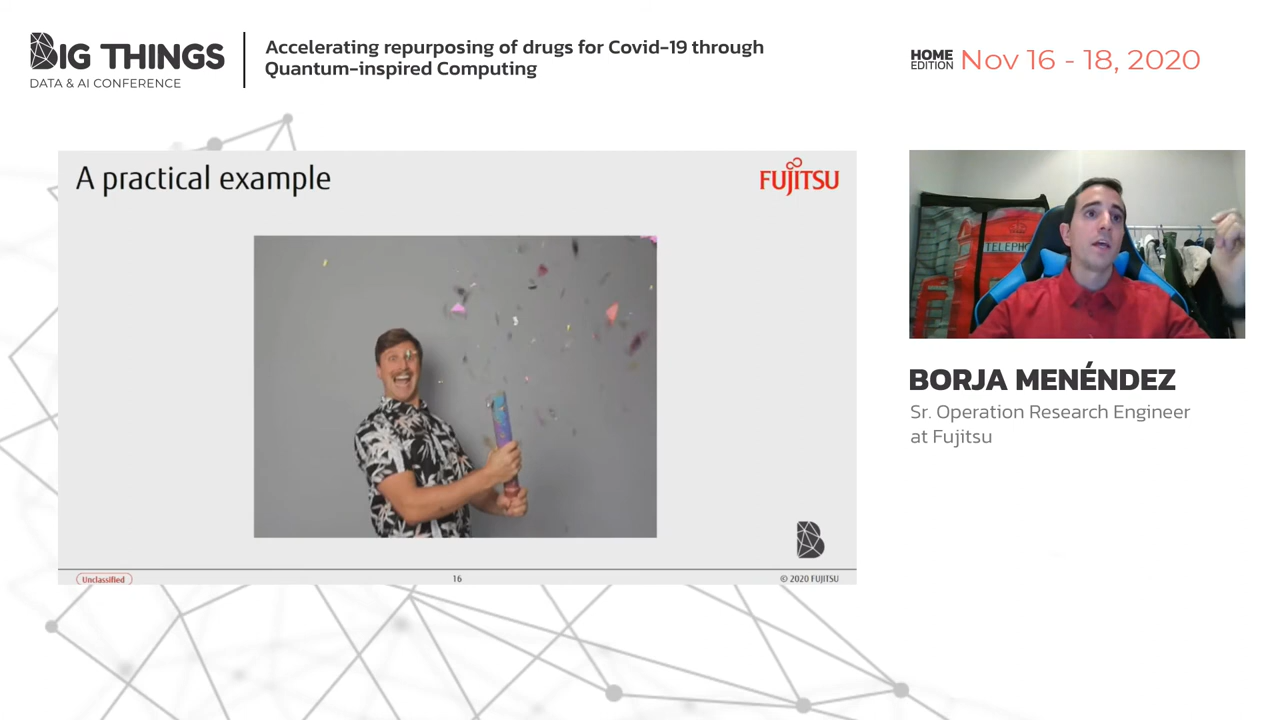 BIG THINGS
DATA & AI CONFERENCE
Accelerating repurposing of drugs for Covid-19 through
Quantum-inspired Computing
HOME
EDITION
Nov 16 - 18, 2020
A practical example
FUJITSU
TELEPHO
B
Unclassified
16
© 2020 FUJITSU
BORJA MENÉNDEZ
Sr. Operation Research Engineer
at Fujitsu